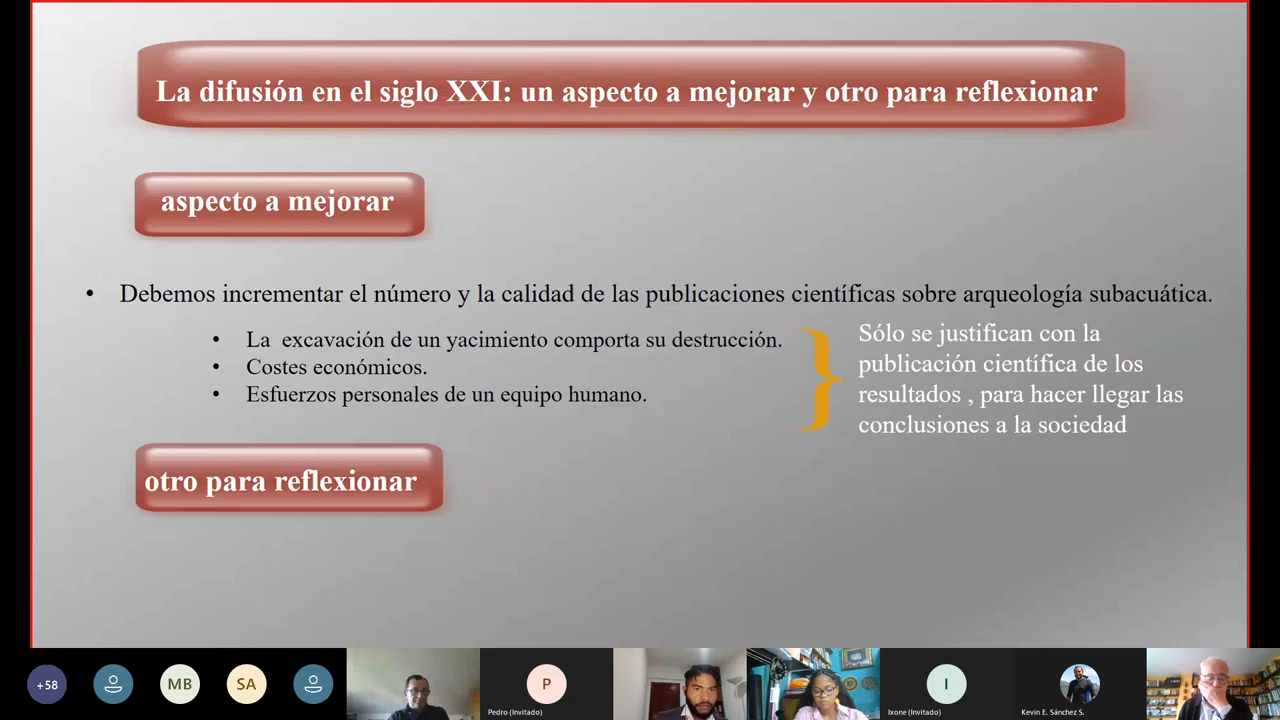 La difusión en el siglo XXI: un aspecto a mejorar y otro para reflexionar
aspecto a mejorar
• Debemos incrementar el número y la calidad de las publicaciones científicas sobre arqueología subacuática.
• La excavación de un yacimiento comporta su destrucción.
• Costes económicos.
• Esfuerzos personales de un equipo humano.
Sólo se justifican con la
publicación científica de los
resultados , para hacer llegar las
conclusiones a la sociedad
otro para reflexionar
+58
MB
SA
P
Pedro (Invitado)
I
Ixone (Invitado)
Kevin E. Sánchez S.